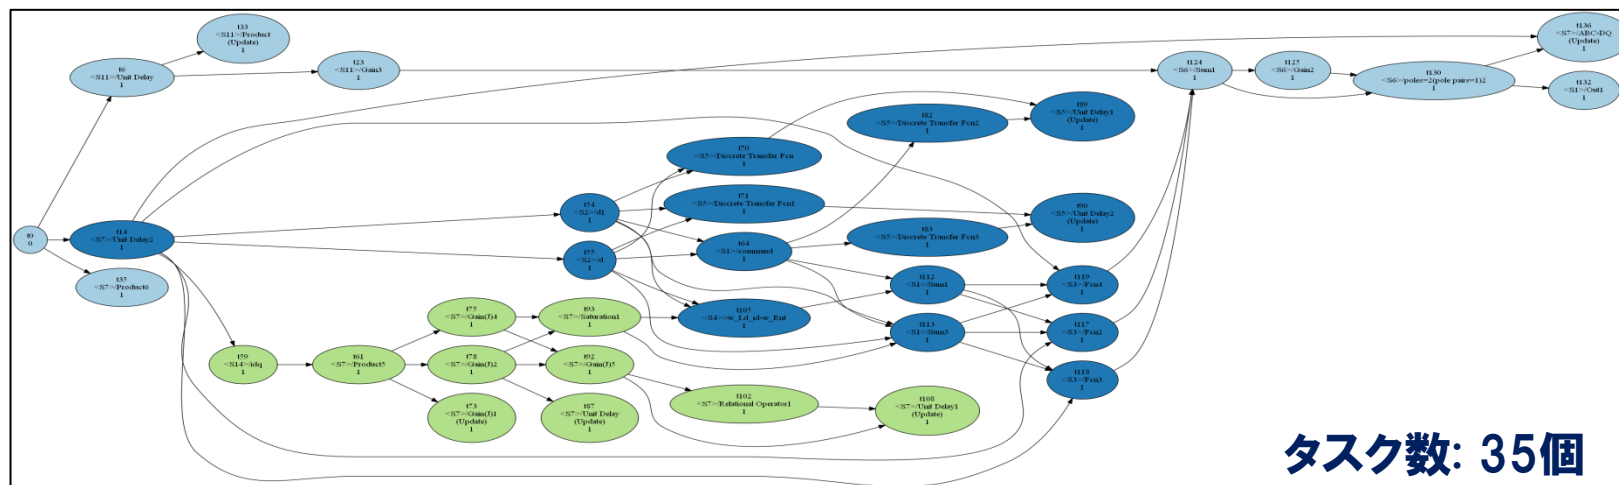 t33
<S11>/Product
(Update)
1
t136
<S7>/ABC-DQ
(Update)
1
t6
<S11>/Unit Delay
1
t23
<S11>/Gain3
1
t124
<S6>/Sum1
1
t125
<S6>/Gain2
1
t130
<S6>/poles=2(pole pairs=1)2
1
t132
<S1>/Out1
1
t89
<S5>/Unit Delay1
(Update)
1
t82
<S5>/Discrete Transfer Fcn2
1
t70
<S5>/Discrete Transfer Fcn
1
t71
<S5>/Discrete Transfer Fcn1
1
t54
<S2>/d1
1
t90
<S5>/Unit Delay2
(Update)
1
t0
0
t14
<S7>/Unit Delay2
1
t83
<S5>/Discrete Transfer Fcn3
1
t64
<S1>/command
1
t55
<S2>/d
1
t35
<S7>/Product6
1
t112
<S1>/Sum1
1
t119
<S3>/Fcn4
1
t75
<S7>/Gain(J)4
1
t93
<S7>/Saturation1
1
t105
<S4>/-w_Ld_id-w_Rnt
1
t113
<S1>/Sum3
1
t117
<S3>/Fcn2
1
t59
<S14>/idq
1
t61
<S7>/Product5
1
t78
<S7>/Gain(J)2
1
t92
<S7>/Gain(J)5
1
t118
<S3>/Fcn3
1
t102
<S7>/Relational Operator1
1
t108
<S7>/Unit Delay1
(Update)
1
t73
<S7>/Gain(J)1
(Update)
1
t87
<S7>/Unit Delay
(Update)
1
タスク数: 35個